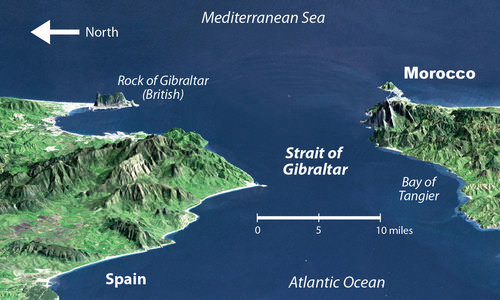 Mediterranean Sea
North
Rock of Gibraltar
(British)
Morocco
Strait of
Gibraltar
Bay of
Tangier
0 5 10 miles
Spain
Atlantic Ocean